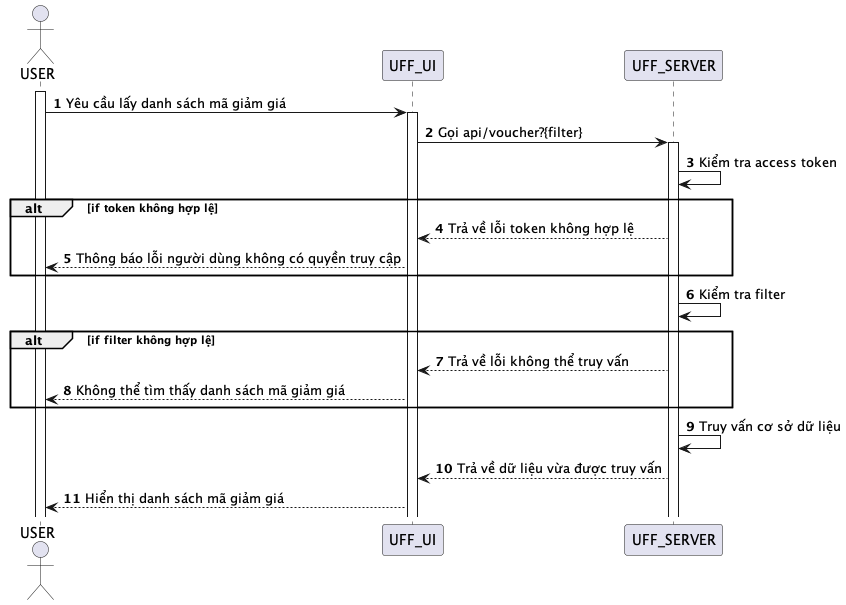 USER
UFF_UI
UFF_SERVER
1 Yêu cầu lấy danh sách mã giảm giá
2 Gọi api/voucher?{filter}
3 Kiểm tra access token
alt
[if token không hợp lệ]
4 Trả về lỗi token không hợp lệ
5 Thông báo lỗi người dùng không có quyền truy cập
6 Kiểm tra filter
alt
[if filter không hợp lệ]
7 Trả về lỗi không thể truy vấn
8 Không thể tìm thấy danh sách mã giảm giá
9 Truy vấn cơ sở dữ liệu
10 Trả về dữ liệu vừa được truy vấn
11 Hiển thị danh sách mã giảm giá
USER
UFF_UI
UFF_SERVER